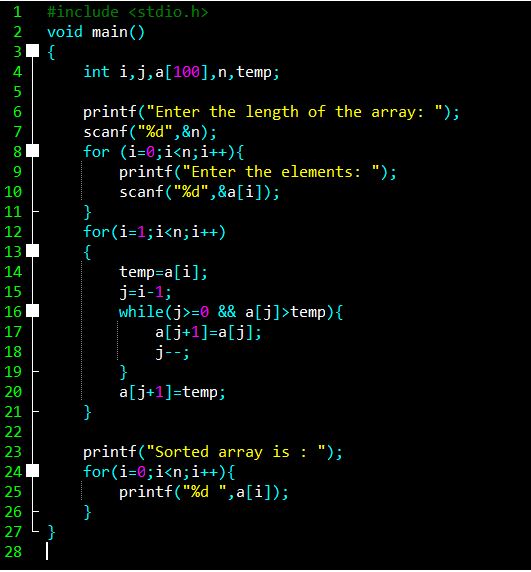 1 #include <stdio.h>
2 void main()
3 {
4     int i,j,a[100],n,temp;
5
6     printf("Enter the length of the array: ");
7     scanf("%d",&n);
8     for (i=0;i<n;i++){
9         printf("Enter the elements: ");
10         scanf("%d",&a[i]);
11     }
12     for(i=1;i<n;i++)
13     {
14         temp=a[i];
15         j=i-1;
16         while(j>=0 && a[j]>temp){
17             a[j+1]=a[j];
18             j--;
19         }
20         a[j+1]=temp;
21     }
22
23     printf("Sorted array is : ");
24     for(i=0;i<n;i++){
25         printf("%d ",a[i]);
26     }
27 }
28